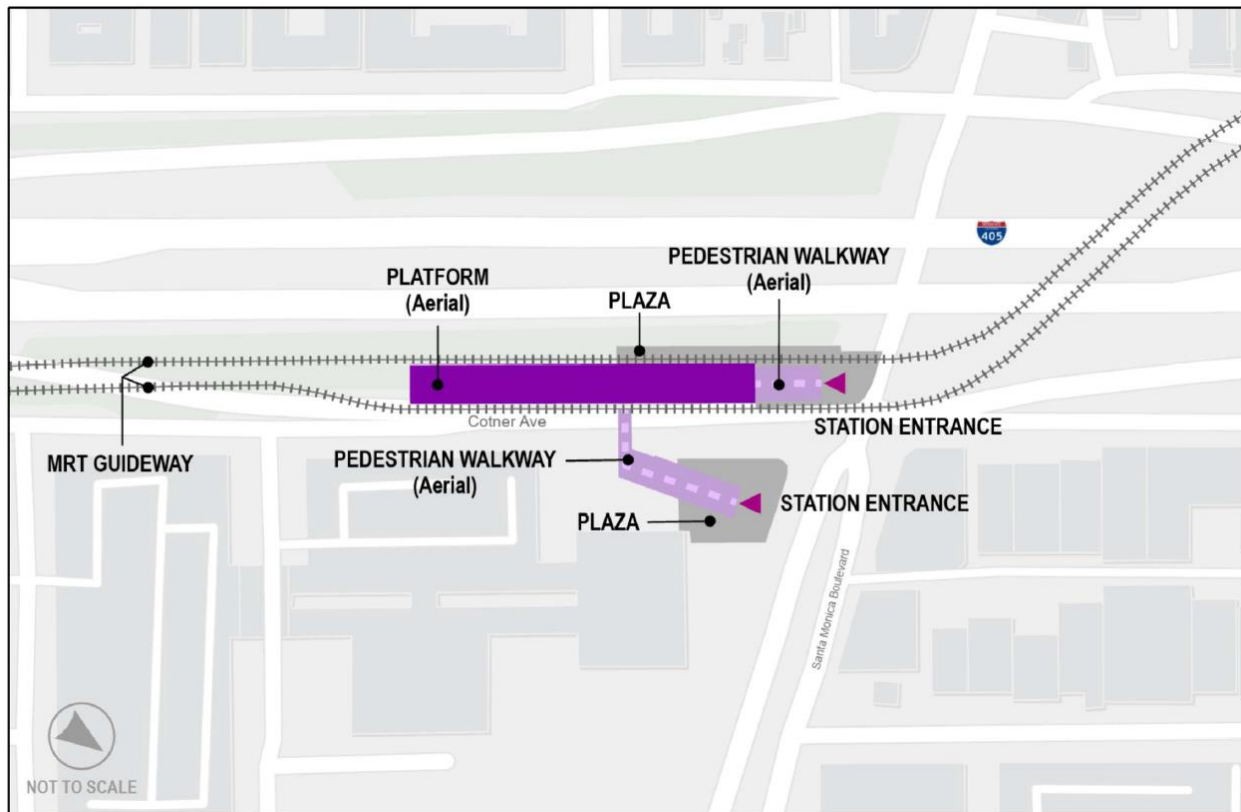 405
PEDESTRIAN WALKWAY
(Aerial)
PLATFORM
(Aerial)
PLAZA
Cotner Ave
STATION ENTRANCE
MRT GUIDEWAY
PEDESTRIAN WALKWAY
(Aerial)
STATION ENTRANCE
PLAZA
Santa Monica Boulevard
NOT TO SCALE